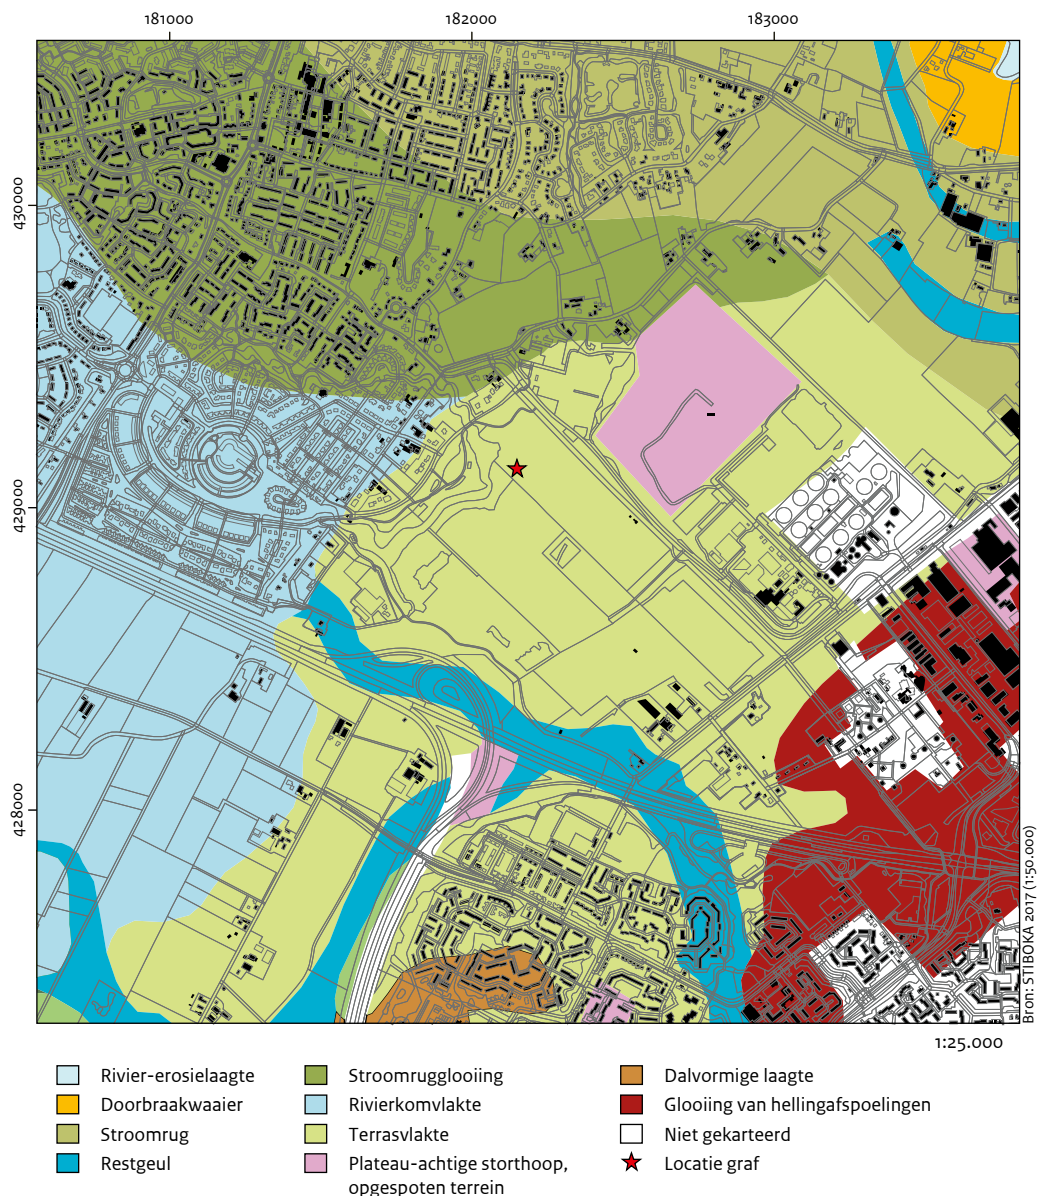 181000 182000 183000
430000
429000
428000
Bron: STIBOKA 2017 (1:50.000)
1:25.000
Rivier-erosielaagte
Doorbraakwaaier
Stroomrug
Restgeul
Stroomrugglooiing
Rivierkomvlakte
Terrasvlakte
Plateau-achtige storthoop,
opgespoten terrein
Dalvormige laagte
Glooiing van hellingafspoelingen
Niet gekarteerd
Locatie graf